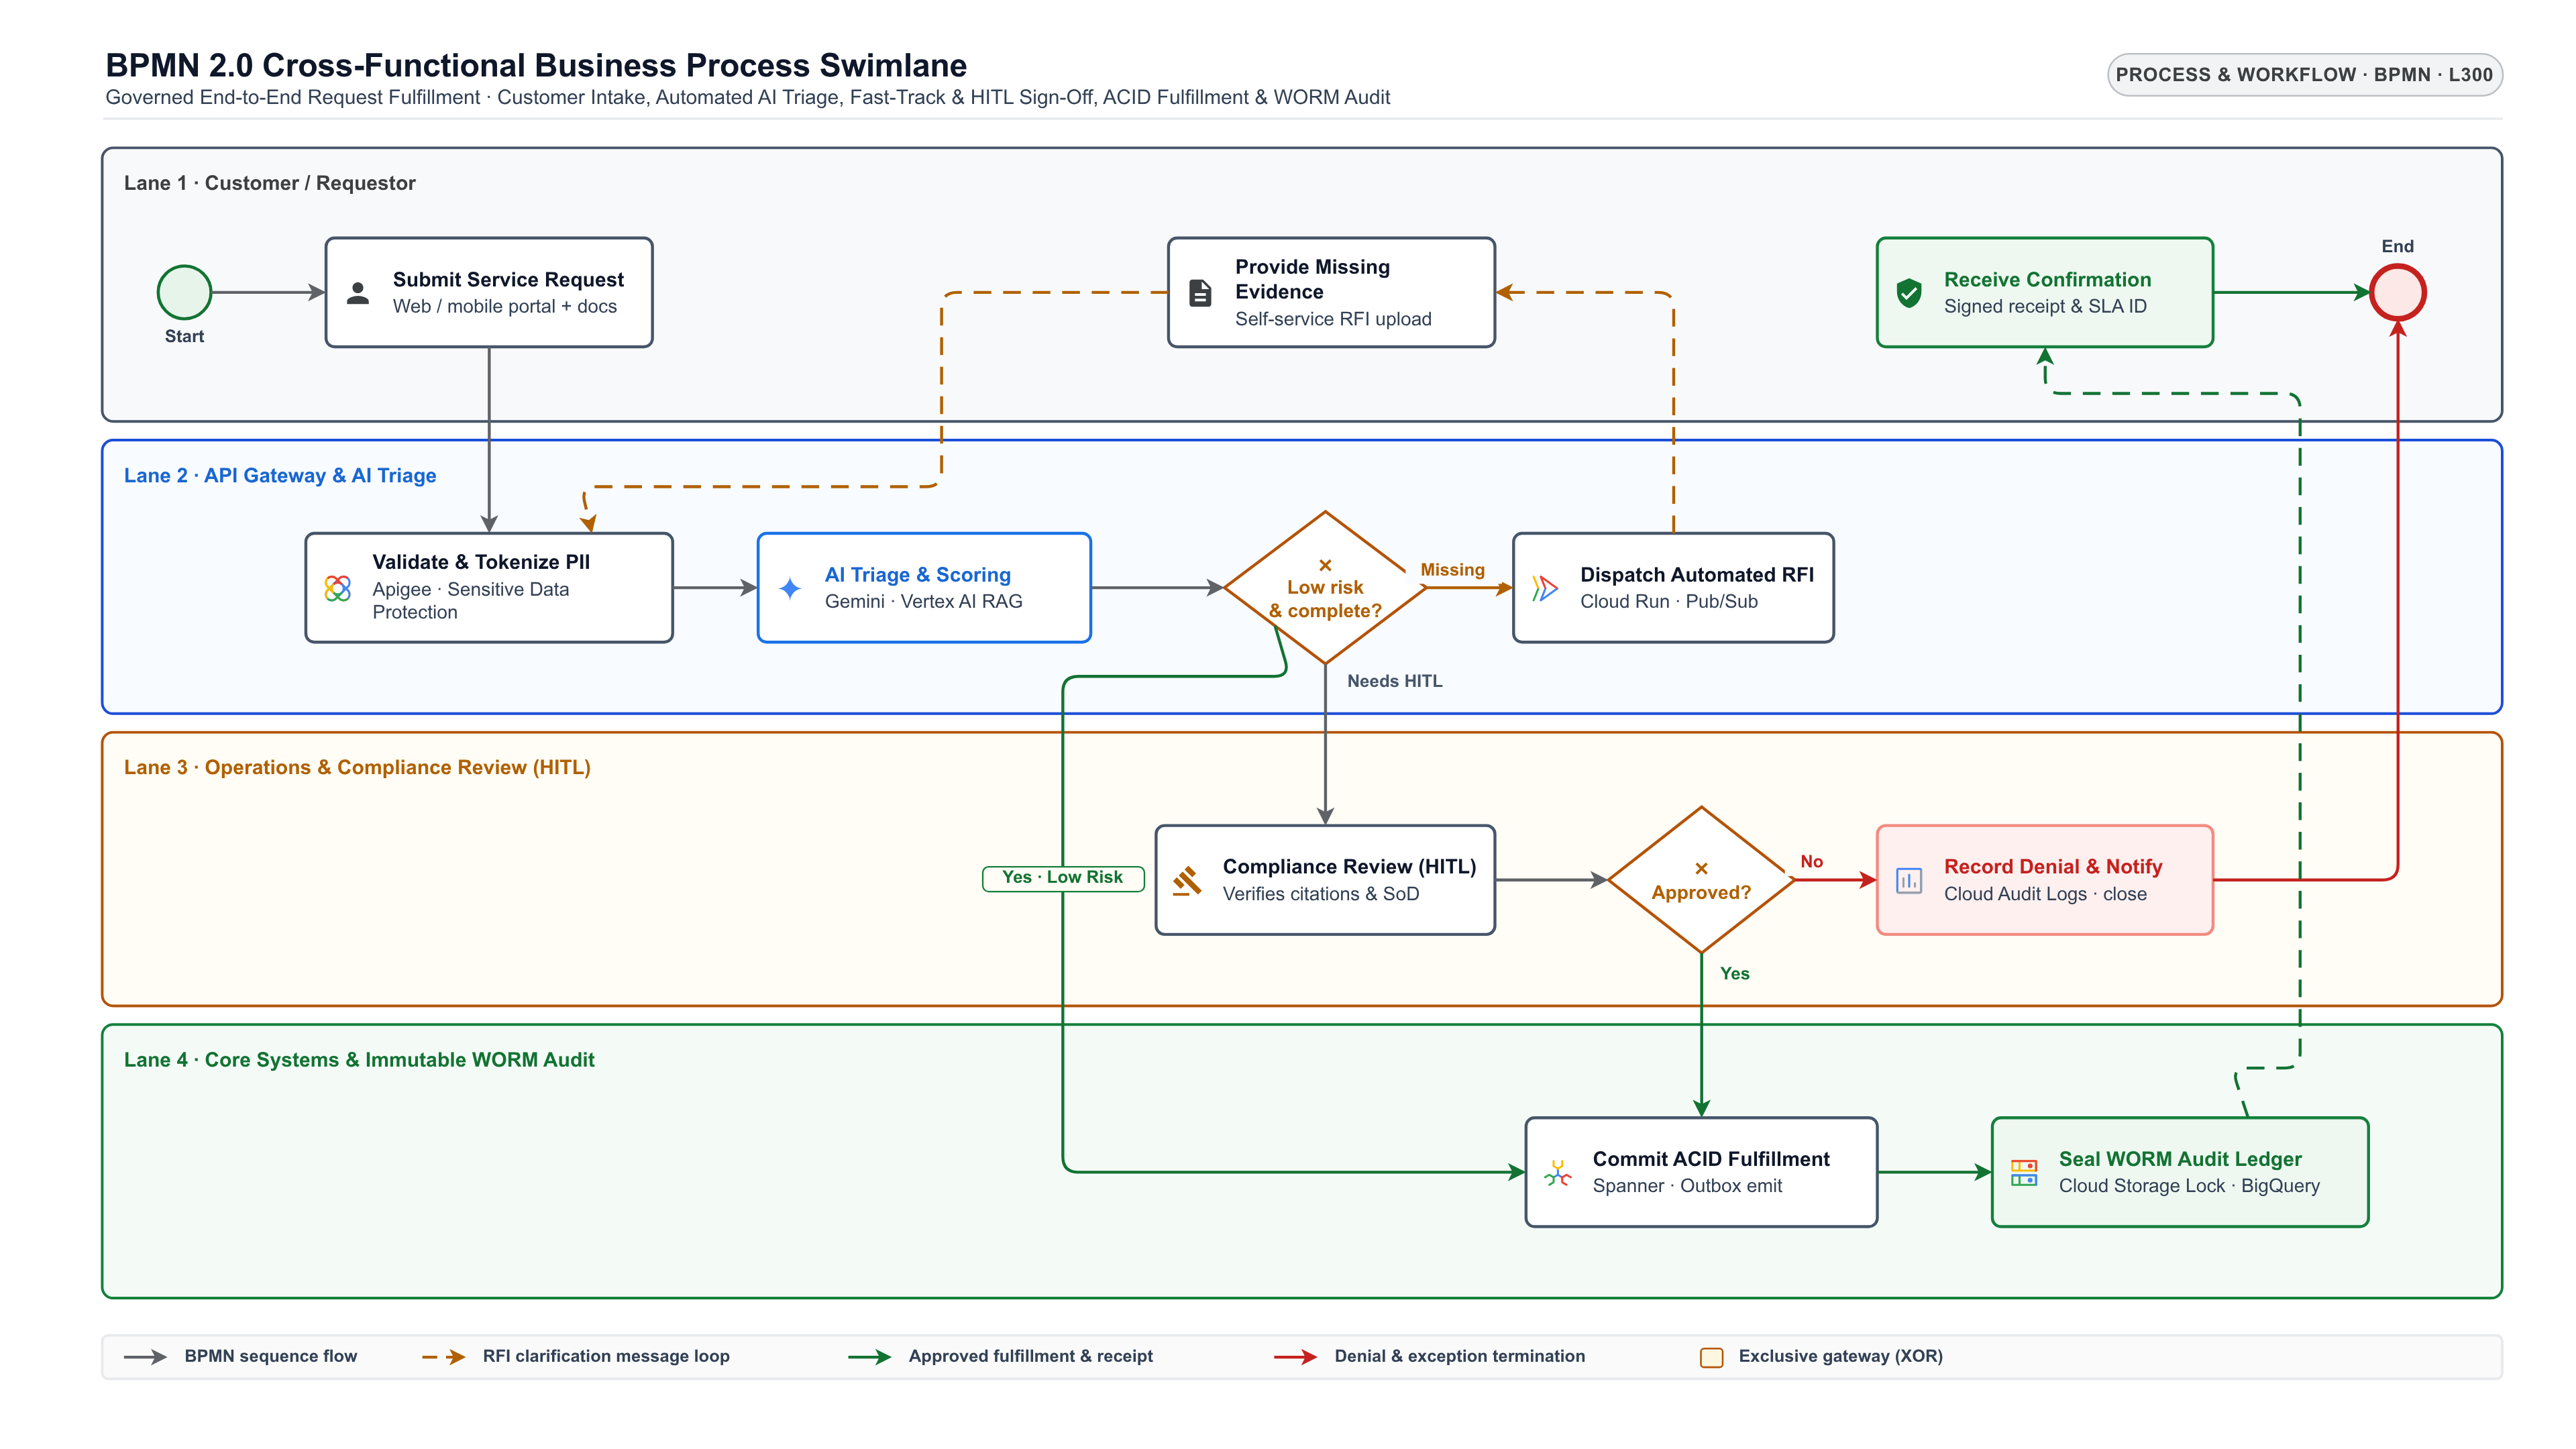 BPMN 2.0 Cross-Functional Business Process Swimlane
Governed End-to-End Request Fulfillment · Customer Intake, Automated AI Triage, Fast-Track & HITL Sign-Off, ACID Fulfillment & WORM Audit
PROCESS & WORKFLOW · BPMN · L300
Lane 1 · Customer / Requestor
Start
Submit Service Request
Web / mobile portal + docs
Provide Missing
Evidence
Self-service RFI upload
Receive Confirmation
Signed receipt & SLA ID
End
Lane 2 · API Gateway & AI Triage
Validate & Tokenize PII
Apigee · Sensitive Data
Protection
AI Triage & Scoring
Gemini · Vertex AI RAG
×
Low risk
& complete?
Missing
Dispatch Automated RFI
Cloud Run · Pub/Sub
Needs HITL
Lane 3 · Operations & Compliance Review (HITL)
Yes · Low Risk
Compliance Review (HITL)
Verifies citations & SoD
×
Approved?
No
Record Denial & Notify
Cloud Audit Logs · close
Yes
Lane 4 · Core Systems & Immutable WORM Audit
Commit ACID Fulfillment
Spanner · Outbox emit
Seal WORM Audit Ledger
Cloud Storage Lock · BigQuery
BPMN sequence flow
RFI clarification message loop
Approved fulfillment & receipt
Denial & exception termination
Exclusive gateway (XOR)